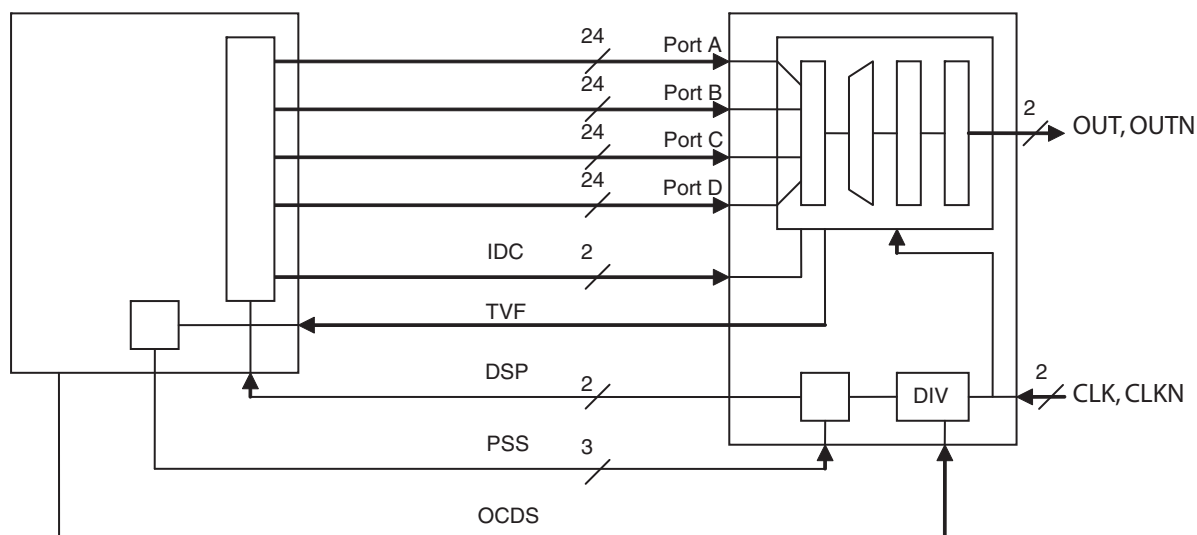 24 Port A
24 Port B
24 Port C
24 Port D
2 OUT, OUTN
IDC 2
TVF
DSP 2
DIV
2 CLK, CLKN
PSS 3
OCDS